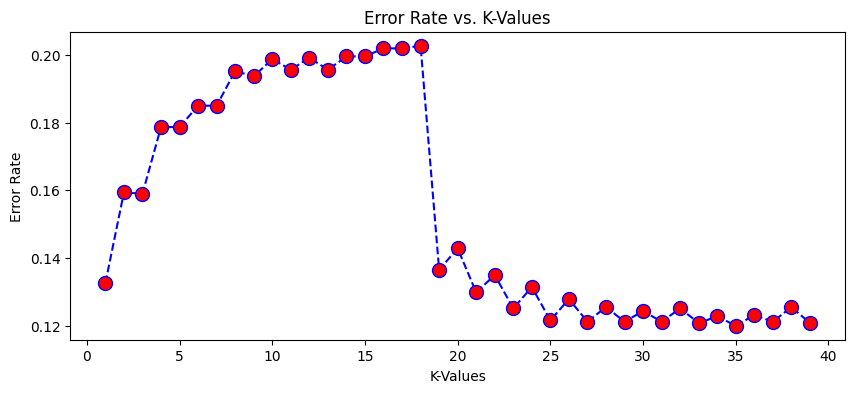 Error Rate vs. K-Values
0.20
0.18
0.16
0.14
0.12
Error Rate
0 5 10 15 20 25 30 35 40
K-Values